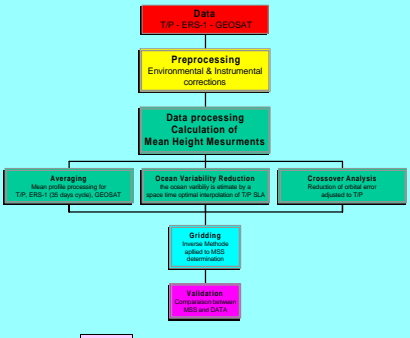 Data
T/P - ERS-1 - GEOSAT
Preprocessing
Environmental & Instrumental
corrections
Data processing
Calculation of
Mean Height Mesurments
Averaging
Mean profile processing for
T/P, ERS-1 (35 days cycle), GEOSAT
Ocean Variability Reduction
the ocean varibiliy is estimate by a
space time optimal interpolation of T/P SLA
Crossover Analysis
Reduction of orbital error
adjusted to T/P
Gridding
Inverse Methode
apllied to MSS
determination
Validation
Comparation between
MSS and DATA